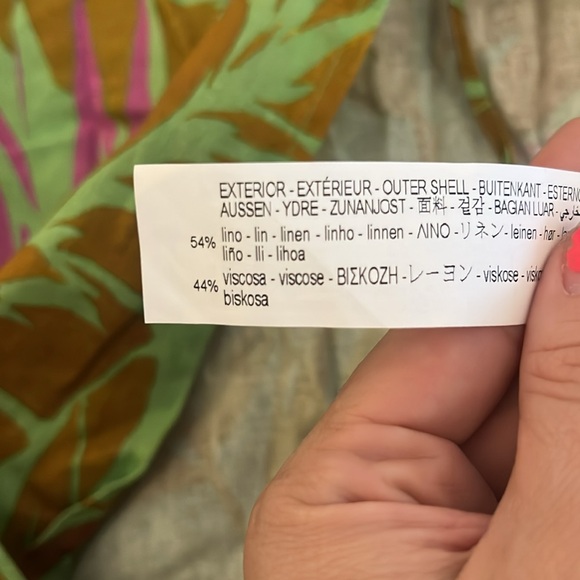 EXTERIOR - EXTÉRIEUR - OUTER SHELL - BUITENKANT - ESTERNO
AUSSEN - YDRE - ZUNANJOST - 面料 - 겉감 - BAGIAN LUAR -
54% lino - lin - linen - linho - linnen - ΛΙΝΟ - リネン - leinen - hør -
liño - lli - lihoa
44% viscosa - viscose - ΒΙΣΚΟΖΗ - レーヨン - viskose -
biskosa